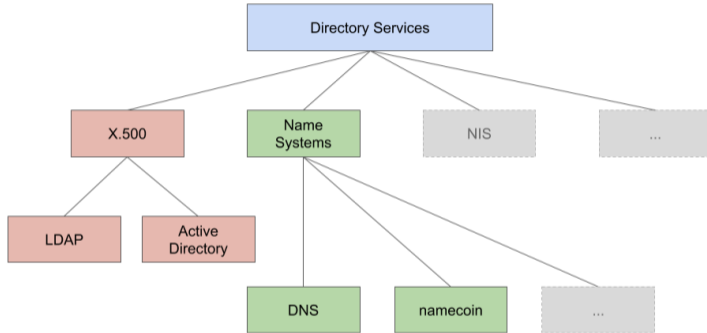 Directory Services
X.500
Name
Systems
NIS
...
LDAP
Active
Directory
DNS
namecoin
...